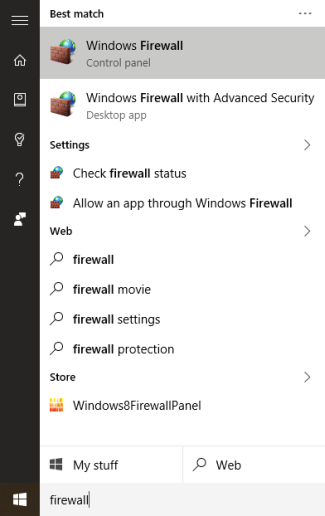 Best match
Windows Firewall
Control panel
Windows Firewall with Advanced Security
Desktop app
Settings
Check firewall status
Allow an app through Windows Firewall
Web
firewall
firewall movie
firewall settings
firewall protection
Store
Windows8FirewallPanel
My stuff
Web
firewall